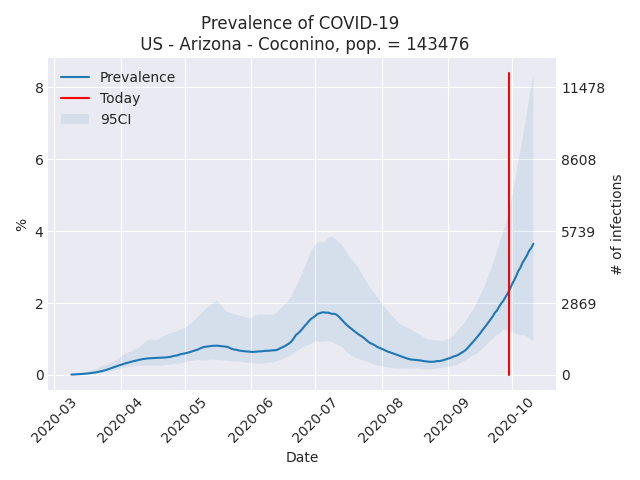 Prevalence of COVID-19
US - Arizona - Coconino, pop. = 143476
Prevalence
Today
95CI
8
6
4
2
0
%
11478
8608
5739
2869
0
# of infections
2020-03
2020-04
2020-05
2020-06
2020-07
2020-08
2020-09
2020-10
Date